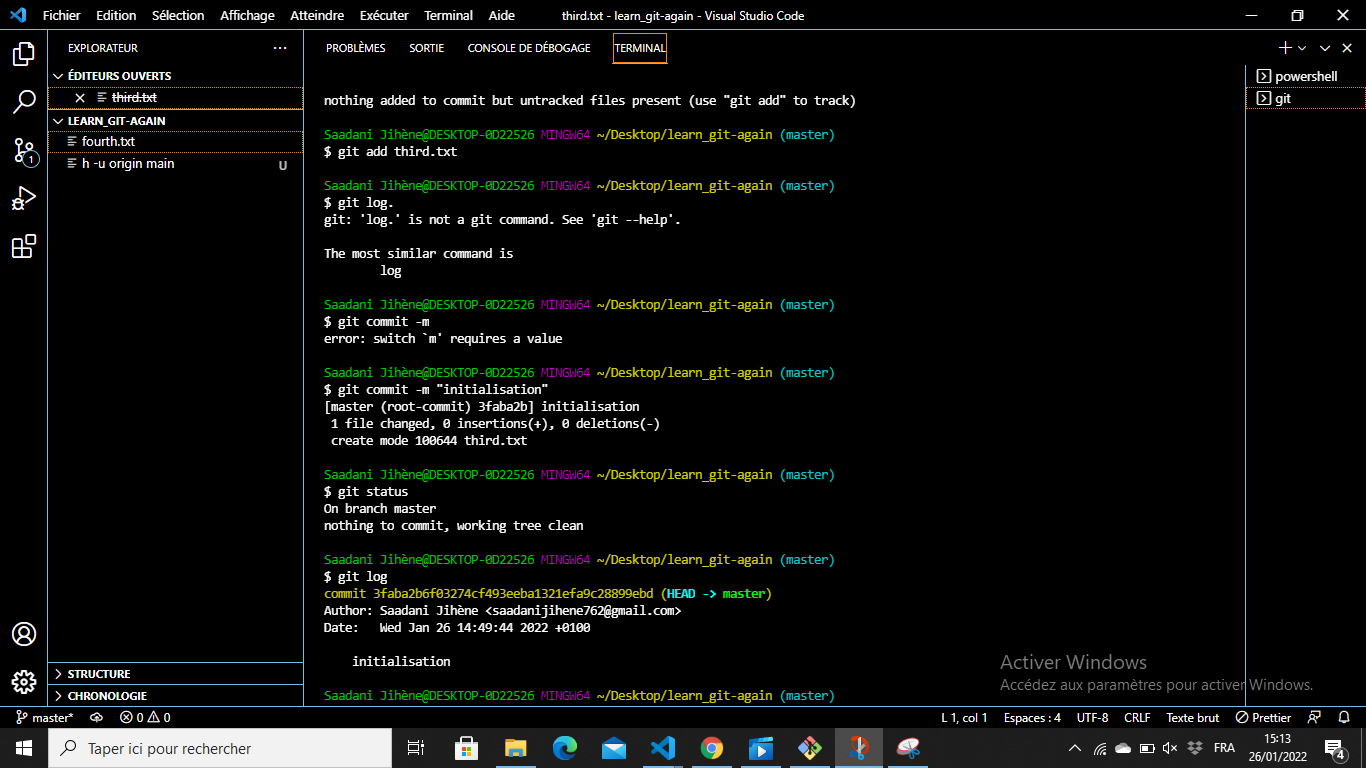 Fichier Edition Sélection Affichage Atteindre Exécuter Terminal Aide third.txt - learn_git-again - Visual Studio Code
EXPLORATEUR
ÉDITEURS OUVERTS
third.txt
LEARN_GIT-AGAIN
fourth.txt
h -u origin main U
1
STRUCTURE
CHRONOLOGIE
PROBLÈMES SORTIE CONSOLE DE DÉBOGAGE TERMINAL
nothing added to commit but untracked files present (use "git add" to track)
Saadani Jihène@DESKTOP-0D22526 MINGW64 ~/Desktop/learn_git-again (master)
$ git add third.txt
Saadani Jihène@DESKTOP-0D22526 MINGW64 ~/Desktop/learn_git-again (master)
$ git log.
git: 'log.' is not a git command. See 'git --help'.
The most similar command is
log
Saadani Jihène@DESKTOP-0D22526 MINGW64 ~/Desktop/learn_git-again (master)
$ git commit -m
error: switch `m' requires a value
Saadani Jihène@DESKTOP-0D22526 MINGW64 ~/Desktop/learn_git-again (master)
$ git commit -m "initialisation"
[master (root-commit) 3faba2b] initialisation
1 file changed, 0 insertions(+), 0 deletions(-)
create mode 100644 third.txt
Saadani Jihène@DESKTOP-0D22526 MINGW64 ~/Desktop/learn_git-again (master)
$ git status
On branch master
nothing to commit, working tree clean
Saadani Jihène@DESKTOP-0D22526 MINGW64 ~/Desktop/learn_git-again (master)
$ git log
commit 3faba2b6f03274cf493eeba1321efa9c28899ebd (HEAD -> master)
Author: Saadani Jihène <saadanijihene762@gmail.com>
Date: Wed Jan 26 14:49:44 2022 +0100
initialisation
Saadani Jihène@DESKTOP-0D22526 MINGW64 ~/Desktop/learn_git-again (master)
powershell
git
Activer Windows
Accédez aux paramètres pour activer Windows.
master* 0 0 L 1, col 1 Espaces : 4 UTF-8 CRLF Texte brut Prettier
Taper ici pour rechercher
FRA
15:13
26/01/2022
4